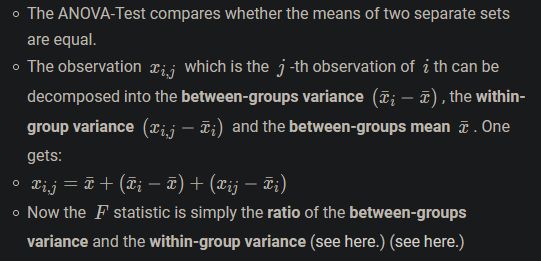 The ANOVA-Test compares whether the means of two separate sets
are equal.
The observation x_{i,j} which is the j -th observation of i th can be
decomposed into the between-groups variance (x̄_i − x̄) , the within-
group variance (x_{i,j} − x̄_i) and the between-groups mean x̄ . One
gets:
x_{i,j} = x̄ + (x̄_i − x̄) + (x_{ij} − x̄_i)
Now the F statistic is simply the ratio of the between-groups
variance and the within-group variance (see here.) (see here.)